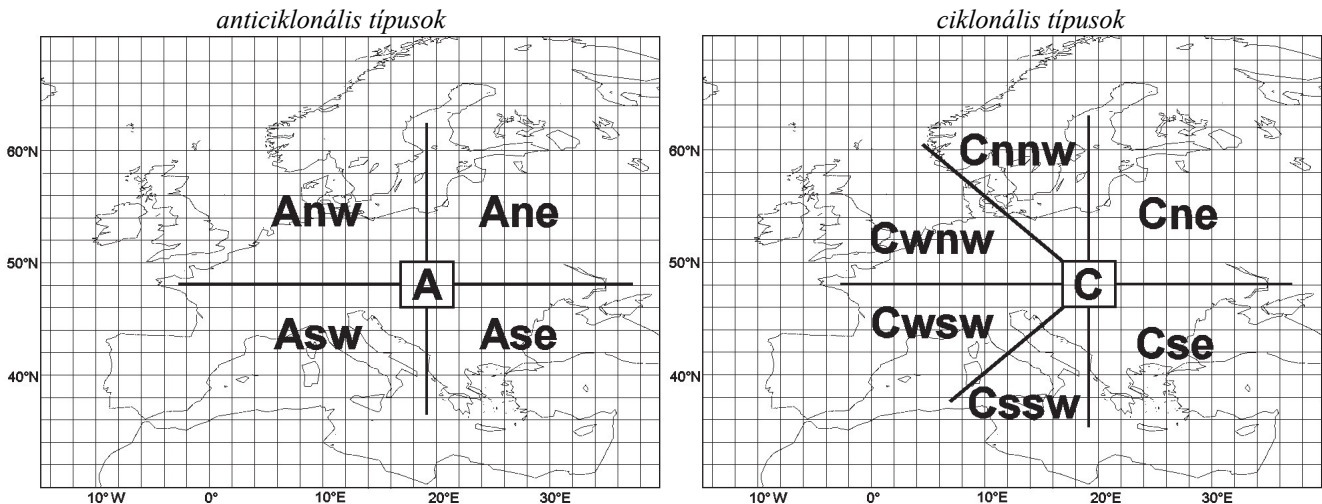 anticiklonális típusok
60°N
50°N
40°N
Anw
Ane
A
Asw
Ase
10°W 0° 10°E 20°E 30°E
ciklonális típusok
60°N
50°N
40°N
Cnnw
Cne
Cwnw
C
Cwsw
Cse
Cssw
10°W 0° 10°E 20°E 30°E